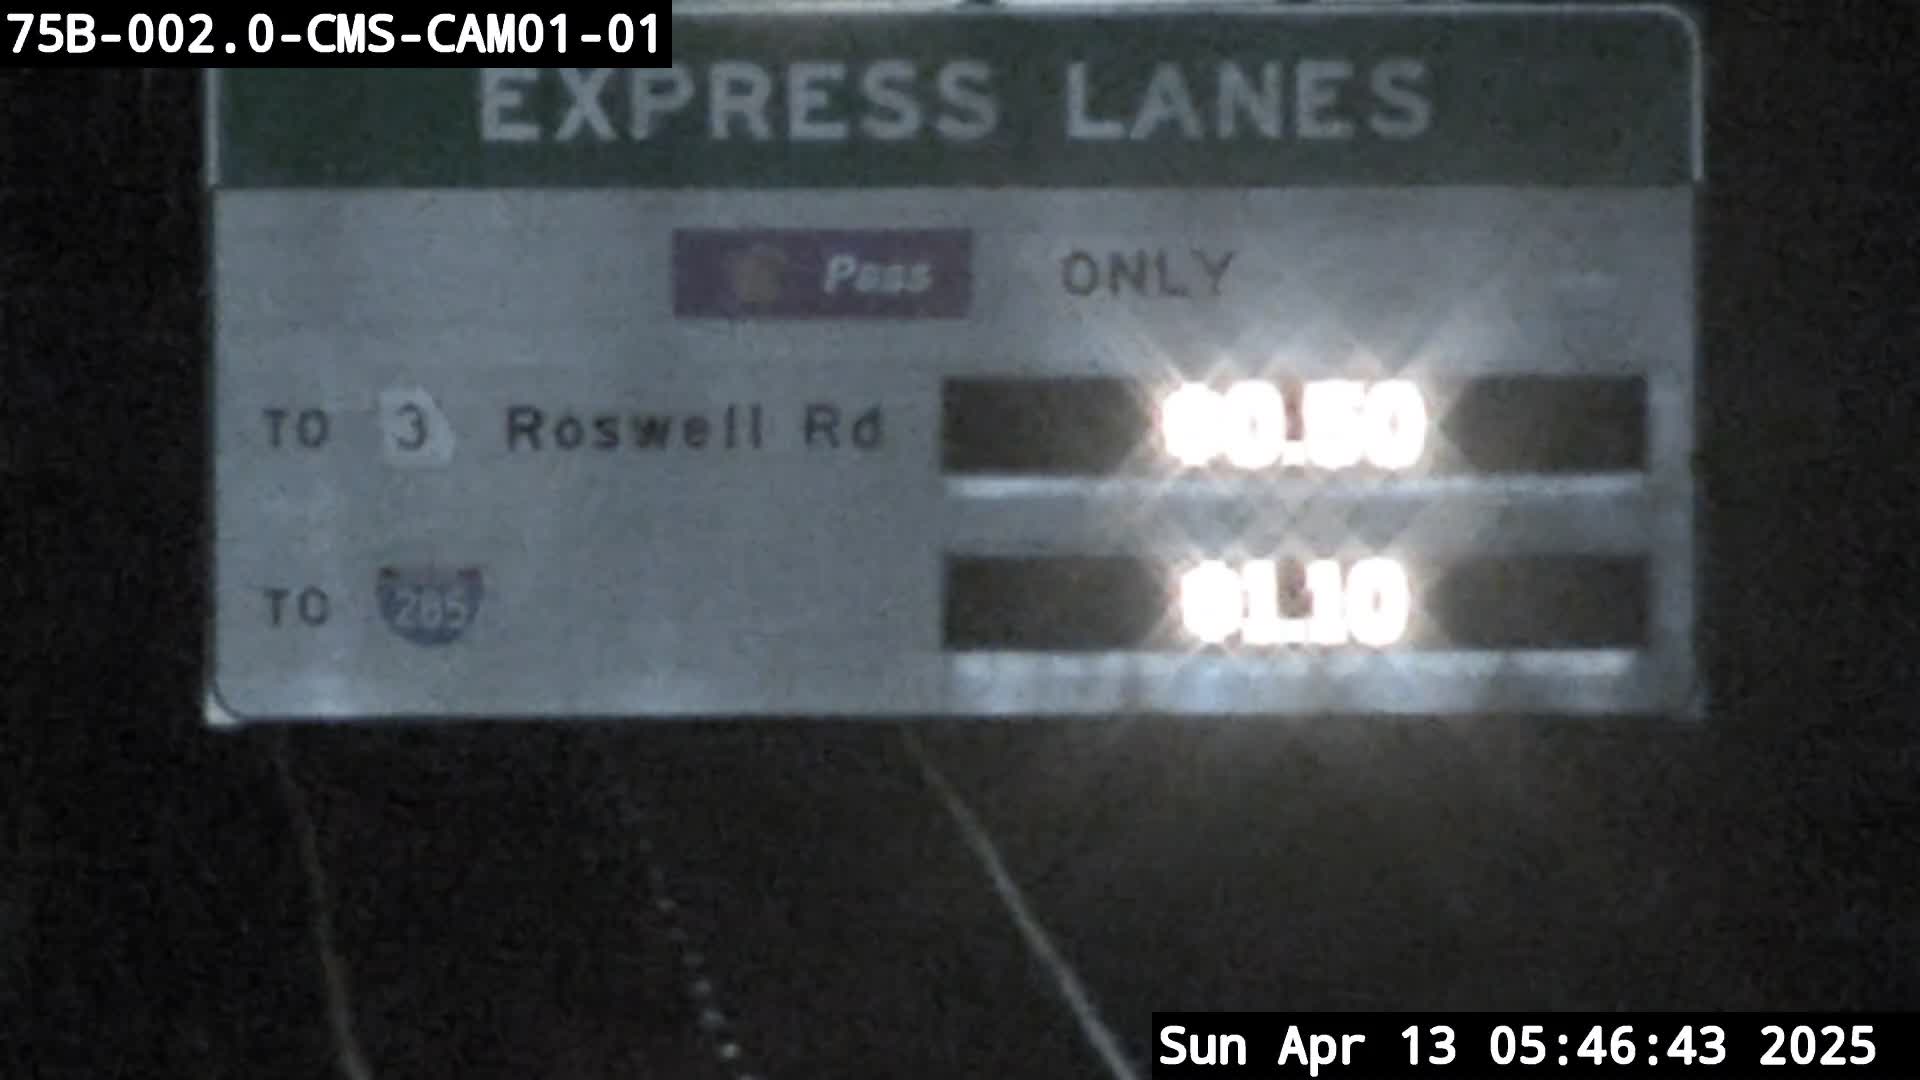 75B-002.0-CMS-CAM01-01
EXPRESS LANES
Pass ONLY
TO 3 Roswell Rd $0.50
TO 285 $1.10
Sun Apr 13 05:46:43 2025